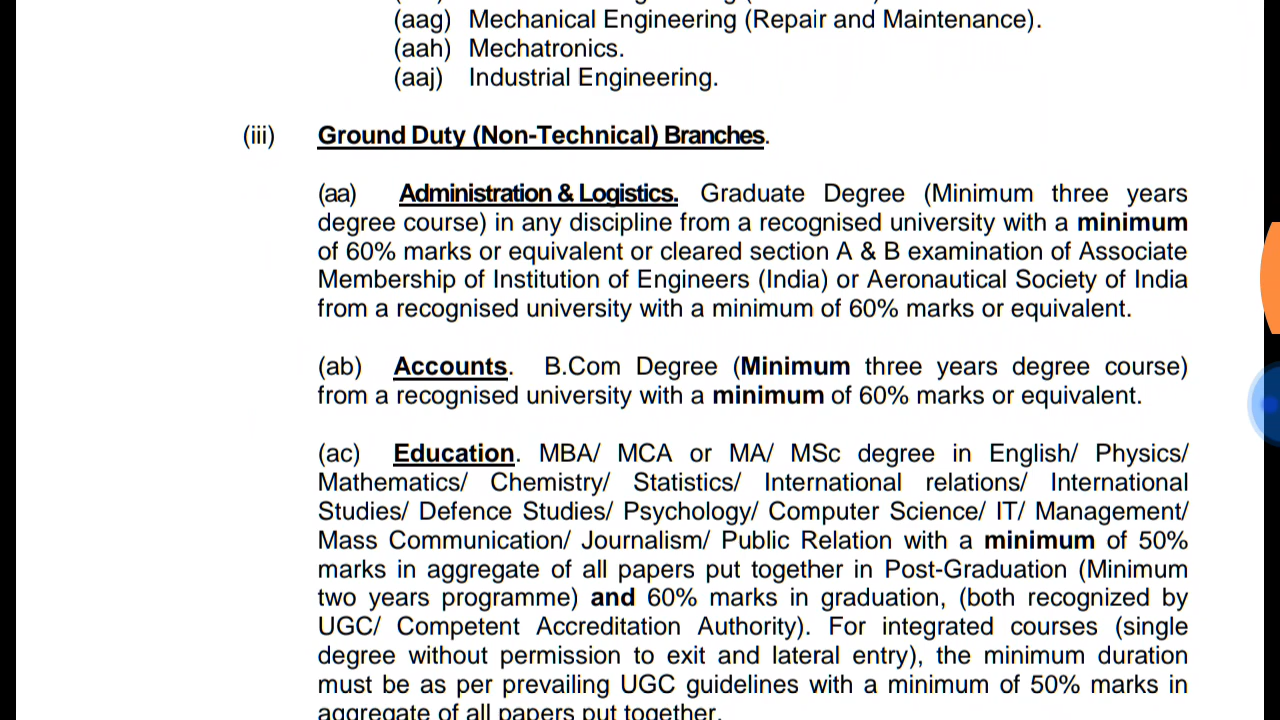 (aag) Mechanical Engineering (Repair and Maintenance).
(aah) Mechatronics.
(aaj) Industrial Engineering.
(iii) Ground Duty (Non-Technical) Branches.
(aa) Administration & Logistics. Graduate Degree (Minimum three years
degree course) in any discipline from a recognised university with a minimum
of 60% marks or equivalent or cleared section A & B examination of Associate
Membership of Institution of Engineers (India) or Aeronautical Society of India
from a recognised university with a minimum of 60% marks or equivalent.
(ab) Accounts. B.Com Degree (Minimum three years degree course)
from a recognised university with a minimum of 60% marks or equivalent.
(ac) Education. MBA/ MCA or MA/ MSc degree in English/ Physics/
Mathematics/ Chemistry/ Statistics/ International relations/ International
Studies/ Defence Studies/ Psychology/ Computer Science/ IT/ Management/
Mass Communication/ Journalism/ Public Relation with a minimum of 50%
marks in aggregate of all papers put together in Post-Graduation (Minimum
two years programme) and 60% marks in graduation, (both recognized by
UGC/ Competent Accreditation Authority). For integrated courses (single
degree without permission to exit and lateral entry), the minimum duration
must be as per prevailing UGC guidelines with a minimum of 50% marks in
aggregate of all papers put together.